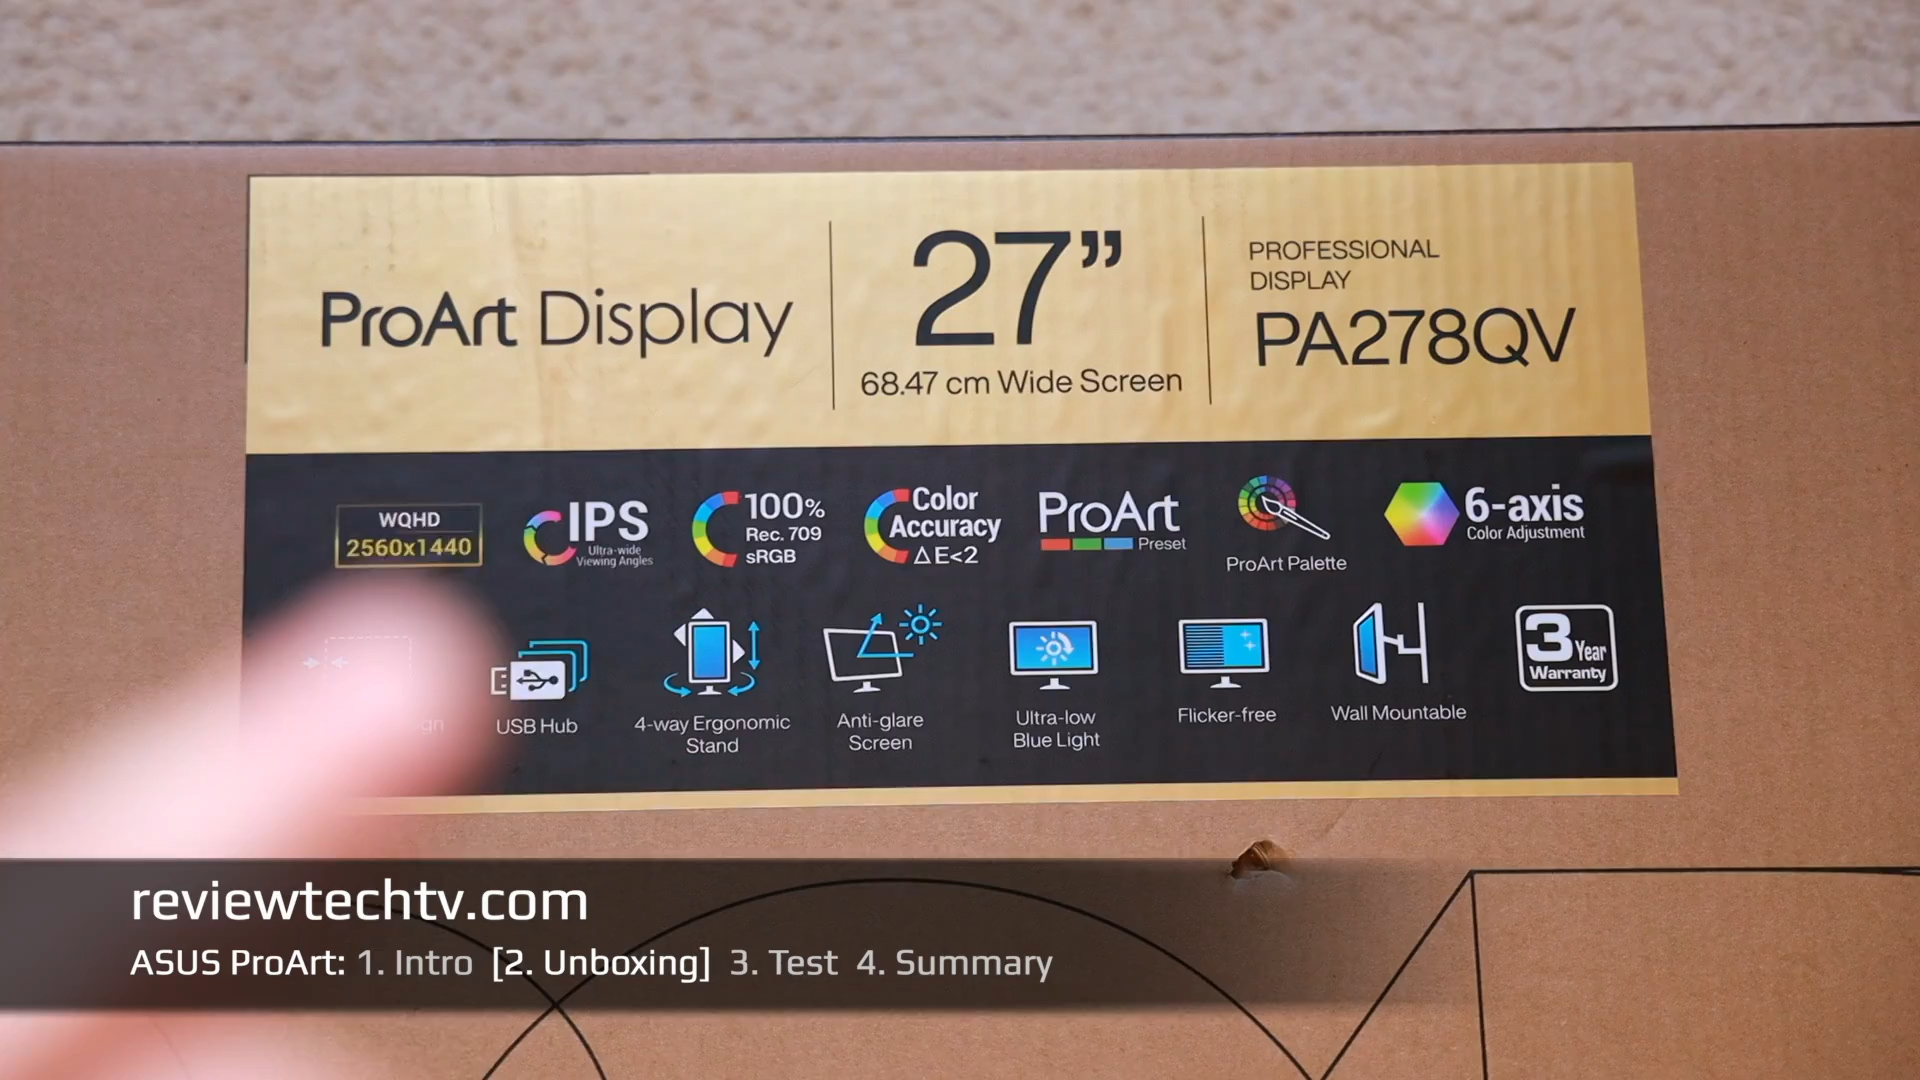 ProArt Display
27”
68.47 cm Wide Screen
PROFESSIONAL
DISPLAY
PA278QV
WQHD
2560x1440
IPS
Ultra-wide
Viewing Angles
100%
Rec. 709
sRGB
Color
Accuracy
ΔE<2
ProArt
Preset
ProArt Palette
6-axis
Color Adjustment
USB Hub
4-way Ergonomic
Stand
Anti-glare
Screen
Ultra-low
Blue Light
Flicker-free
Wall Mountable
3 Year
Warranty
reviewtechtv.com
ASUS ProArt: 1. Intro [2. Unboxing] 3. Test 4. Summary